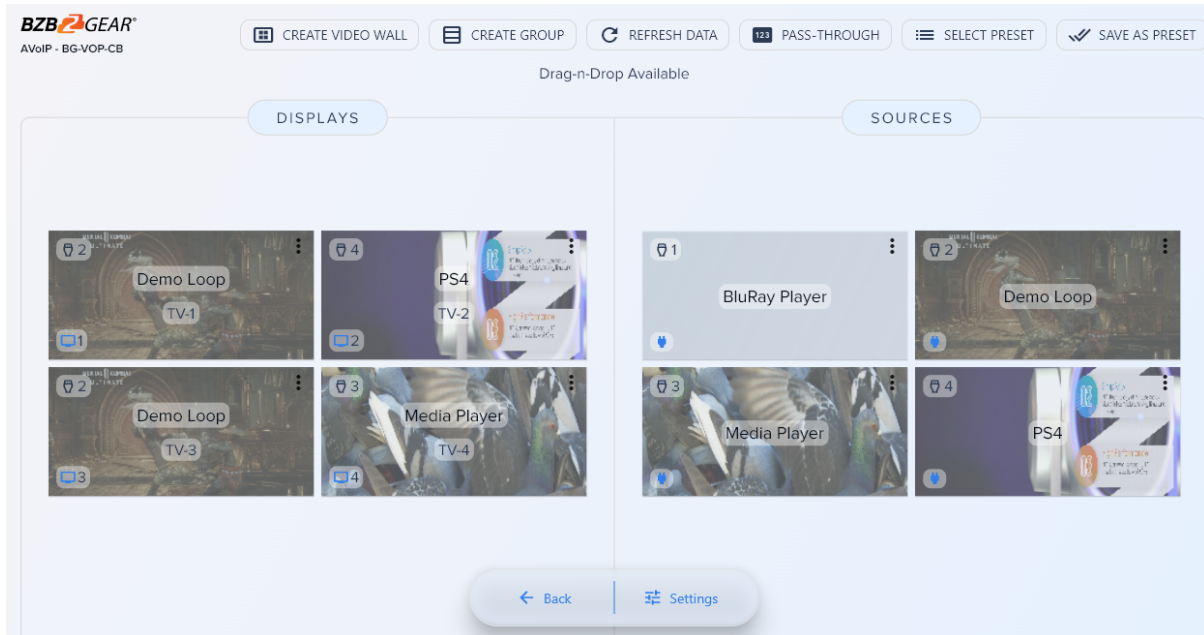 BZBGEAR®
AVoIP - BG-VOP-CB
CREATE VIDEO WALL
CREATE GROUP
REFRESH DATA
123 PASS-THROUGH
SELECT PRESET
SAVE AS PRESET
Drag-n-Drop Available
DISPLAYS
2
Demo Loop
TV-1
1
4
PS4
TV-2
2
2
Demo Loop
TV-3
3
3
Media Player
TV-4
4
SOURCES
1
BluRay Player
2
Demo Loop
3
Media Player
4
PS4
Back
Settings